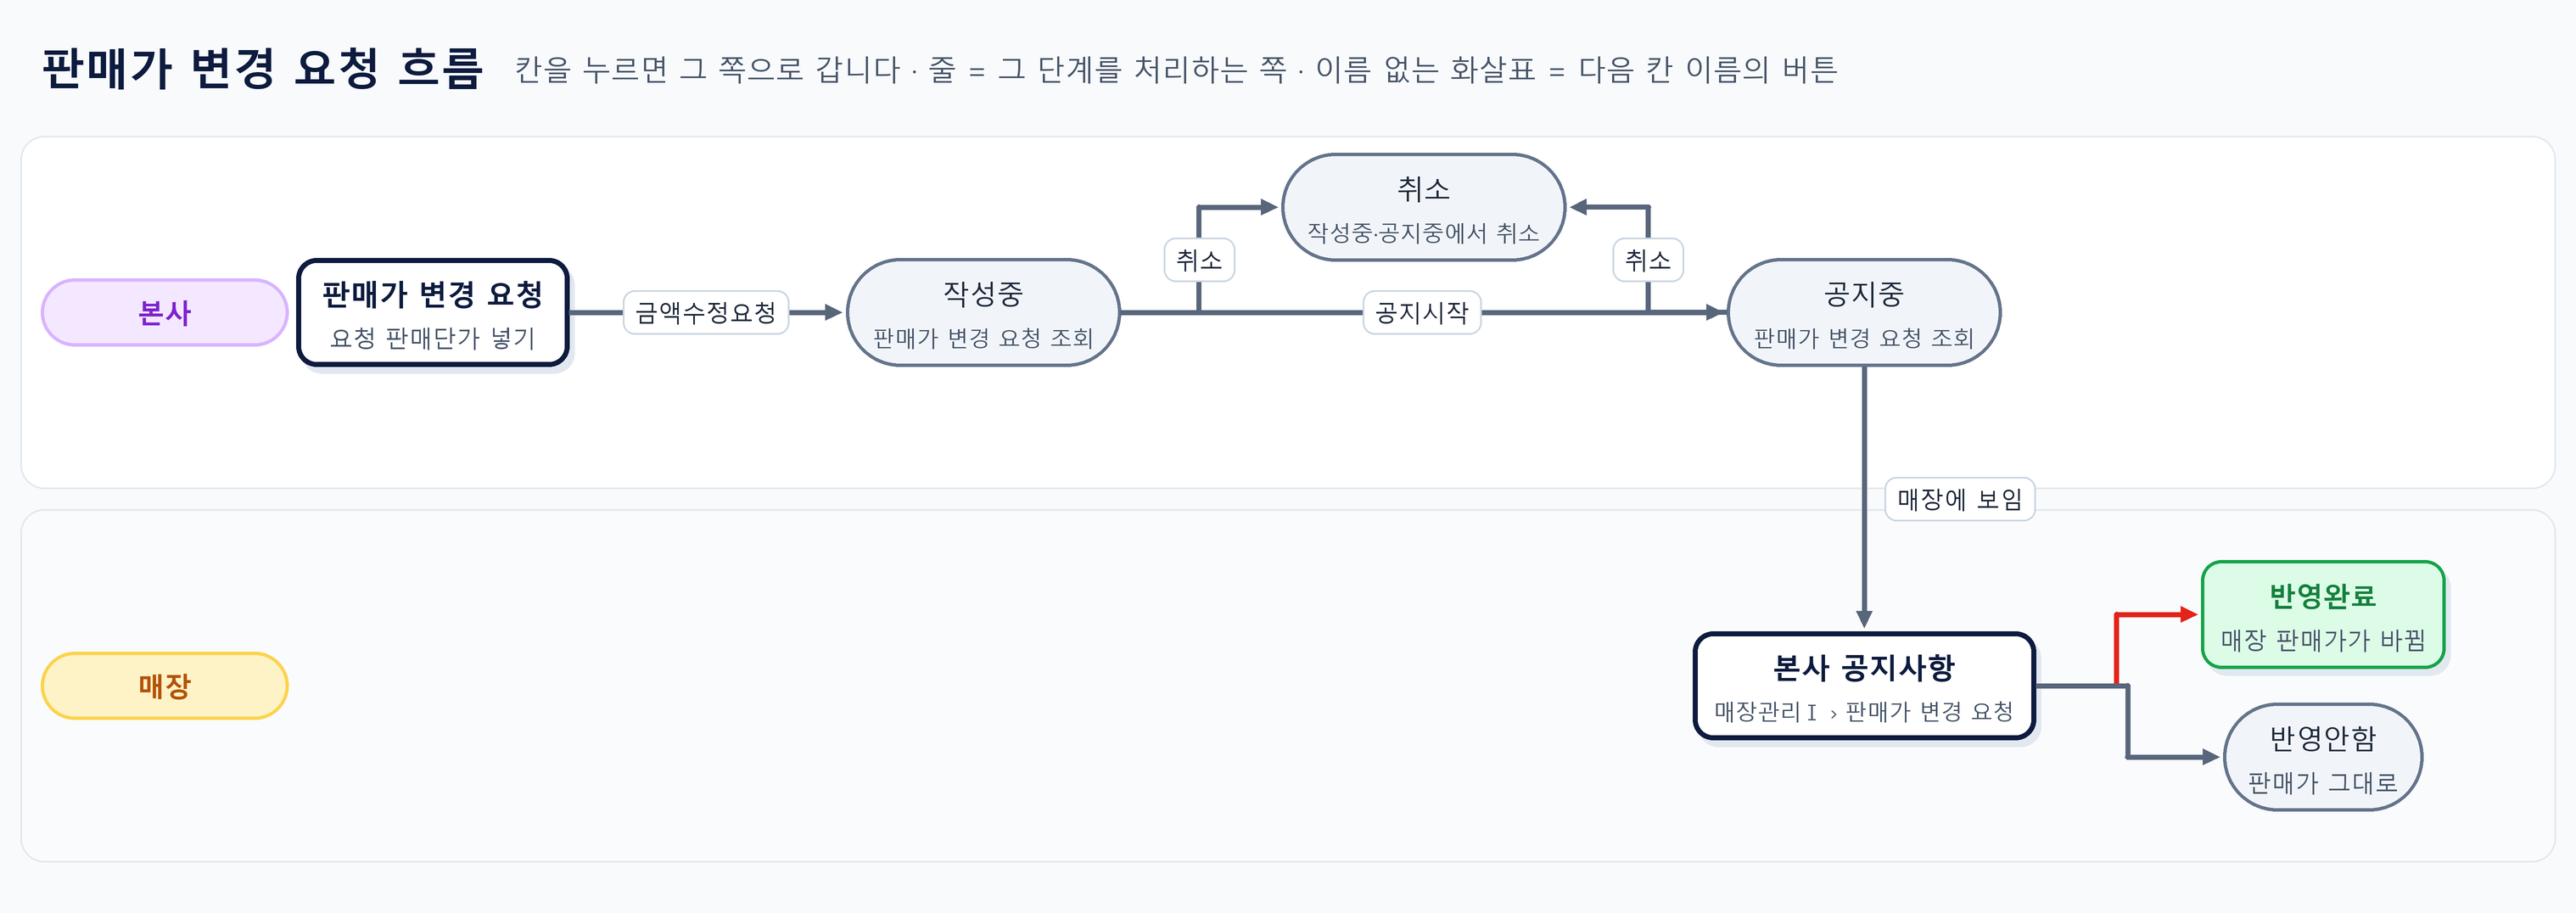 판매가 변경 요청 흐름
칸을 누르면 그 쪽으로 갑니다 · 줄 = 그 단계를 처리하는 쪽 · 이름 없는 화살표 = 다음 칸 이름의 버튼
취소
작성중·공지중에서 취소
취소
취소
본사
판매가 변경 요청
요청 판매단가 넣기
금액수정요청
작성중
판매가 변경 요청 조회
공지시작
공지중
판매가 변경 요청 조회
매장에 보임
매장
본사 공지사항
매장관리Ⅰ › 판매가 변경 요청
반영완료
매장 판매가가 바뀜
반영안함
판매가 그대로